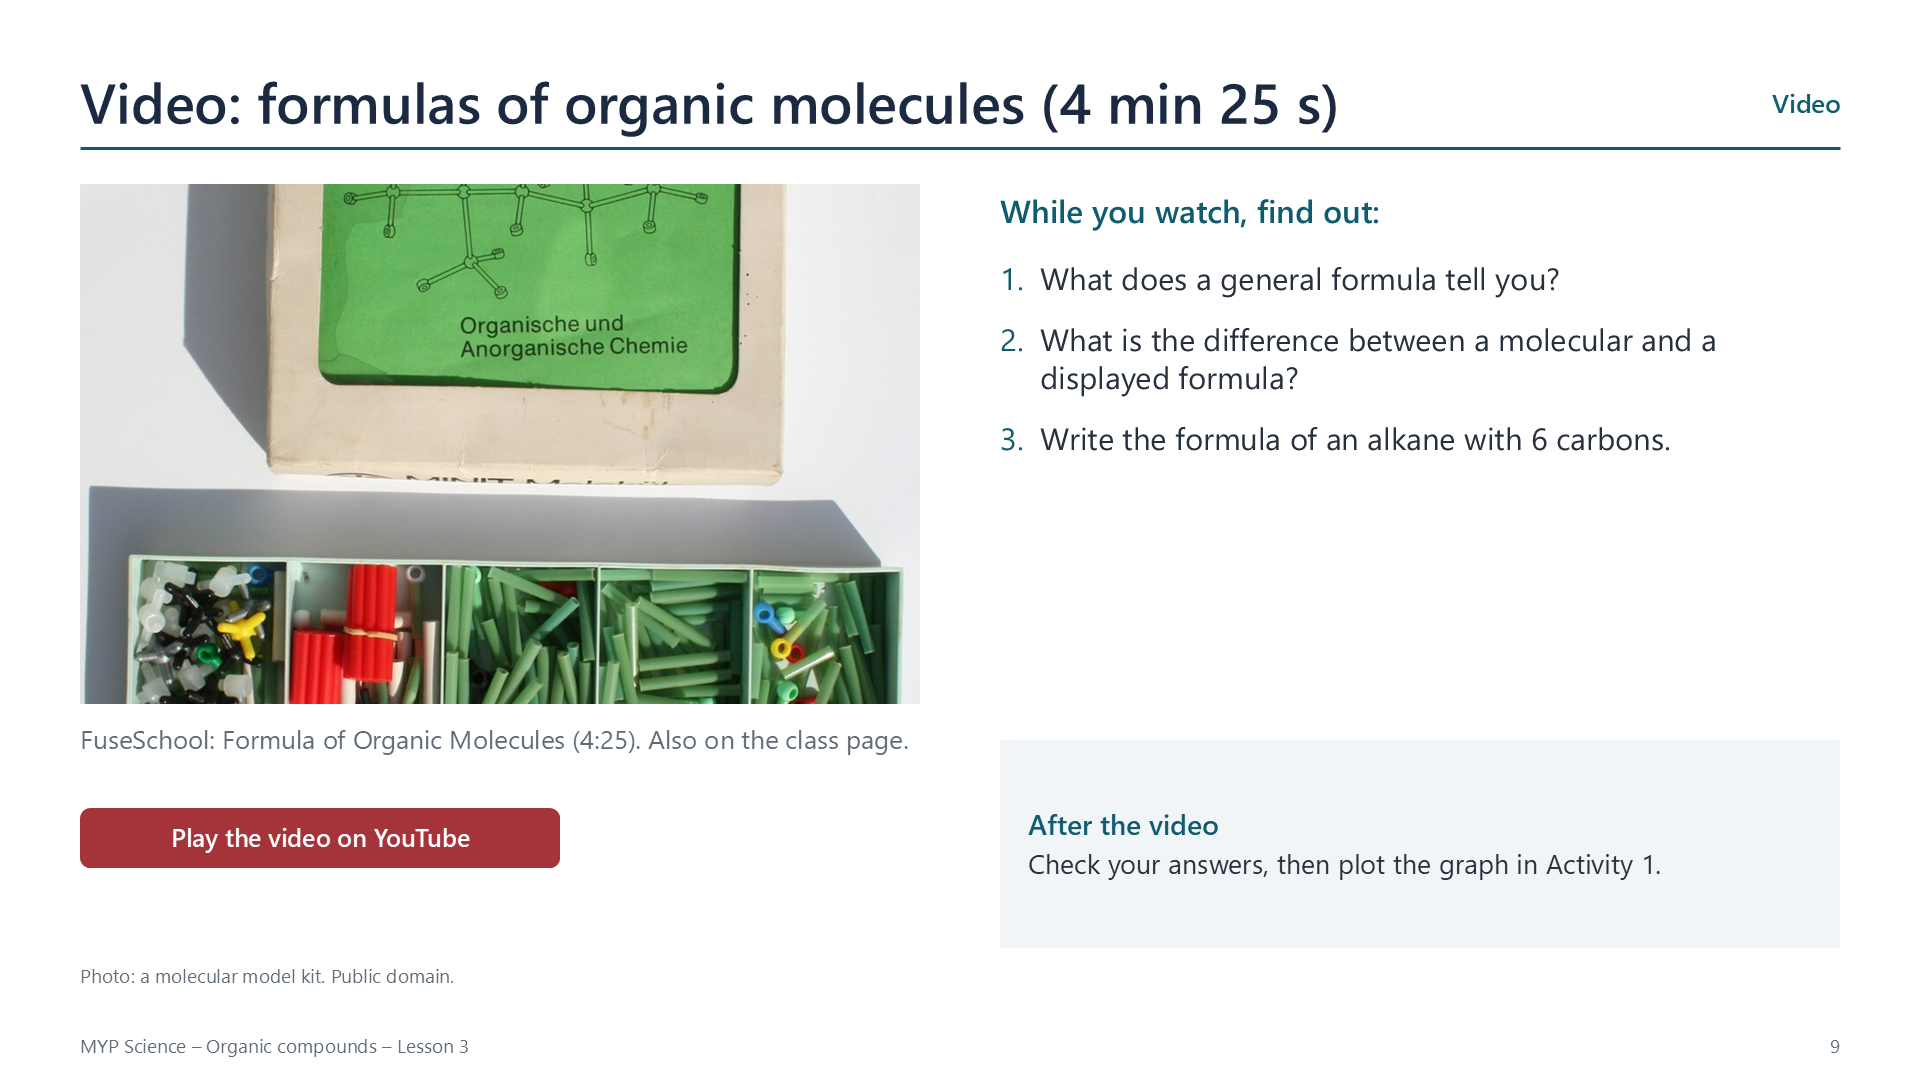 Video: formulas of organic molecules (4 min 25 s)
Video
Organische und
Anorganische Chemie
FuseSchool: Formula of Organic Molecules (4:25). Also on the class page.
Play the video on YouTube
Photo: a molecular model kit. Public domain.
While you watch, find out:
1. What does a general formula tell you?
2. What is the difference between a molecular and a
displayed formula?
3. Write the formula of an alkane with 6 carbons.
After the video
Check your answers, then plot the graph in Activity 1.
MYP Science – Organic compounds – Lesson 3
9